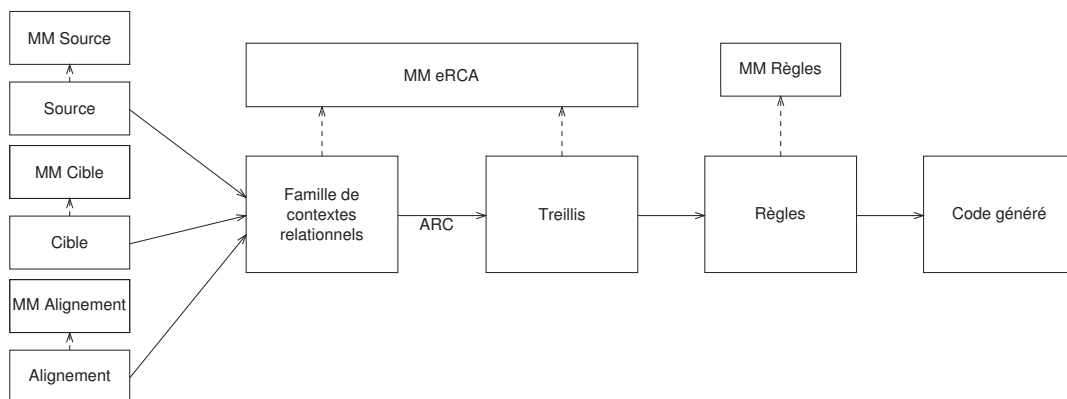 MM Source
Source
MM Cible
Cible
MM Alignement
Alignement
MM eRCA
Famille de
contextes
relationnels
ARC
Treillis
MM Règles
Règles
Code généré